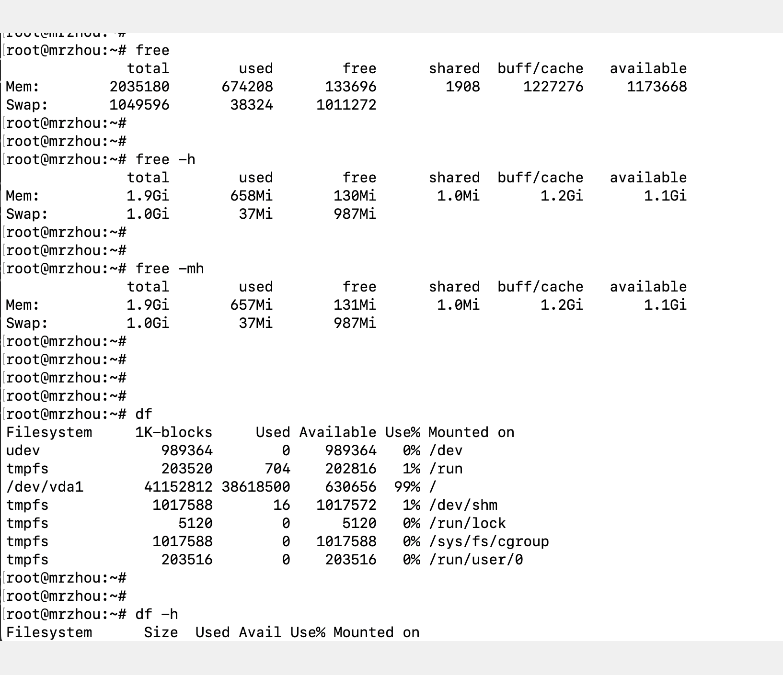 [root@mrzhou:~# free
total used free shared buff/cache available
Mem: 2035180 674208 133696 1908 1227276 1173668
Swap: 1049596 38324 1011272
[root@mrzhou:~#
[root@mrzhou:~#
[root@mrzhou:~# free -h
total used free shared buff/cache available
Mem: 1.9Gi 658Mi 130Mi 1.0Mi 1.2Gi 1.1Gi
Swap: 1.0Gi 37Mi 987Mi
[root@mrzhou:~#
[root@mrzhou:~#
[root@mrzhou:~# free -mh
total used free shared buff/cache available
Mem: 1.9Gi 657Mi 131Mi 1.0Mi 1.2Gi 1.1Gi
Swap: 1.0Gi 37Mi 987Mi
[root@mrzhou:~#
[root@mrzhou:~#
[root@mrzhou:~#
[root@mrzhou:~#
[root@mrzhou:~# df
Filesystem 1K-blocks Used Available Use% Mounted on
udev 989364 0 989364 0% /dev
tmpfs 203520 704 202816 1% /run
/dev/vda1 41152812 38618500 630656 99% /
tmpfs 1017588 16 1017572 1% /dev/shm
tmpfs 5120 0 5120 0% /run/lock
tmpfs 1017588 0 1017588 0% /sys/fs/cgroup
tmpfs 203516 0 203516 0% /run/user/0
[root@mrzhou:~#
[root@mrzhou:~#
[root@mrzhou:~# df -h
Filesystem Size Used Avail Use% Mounted on